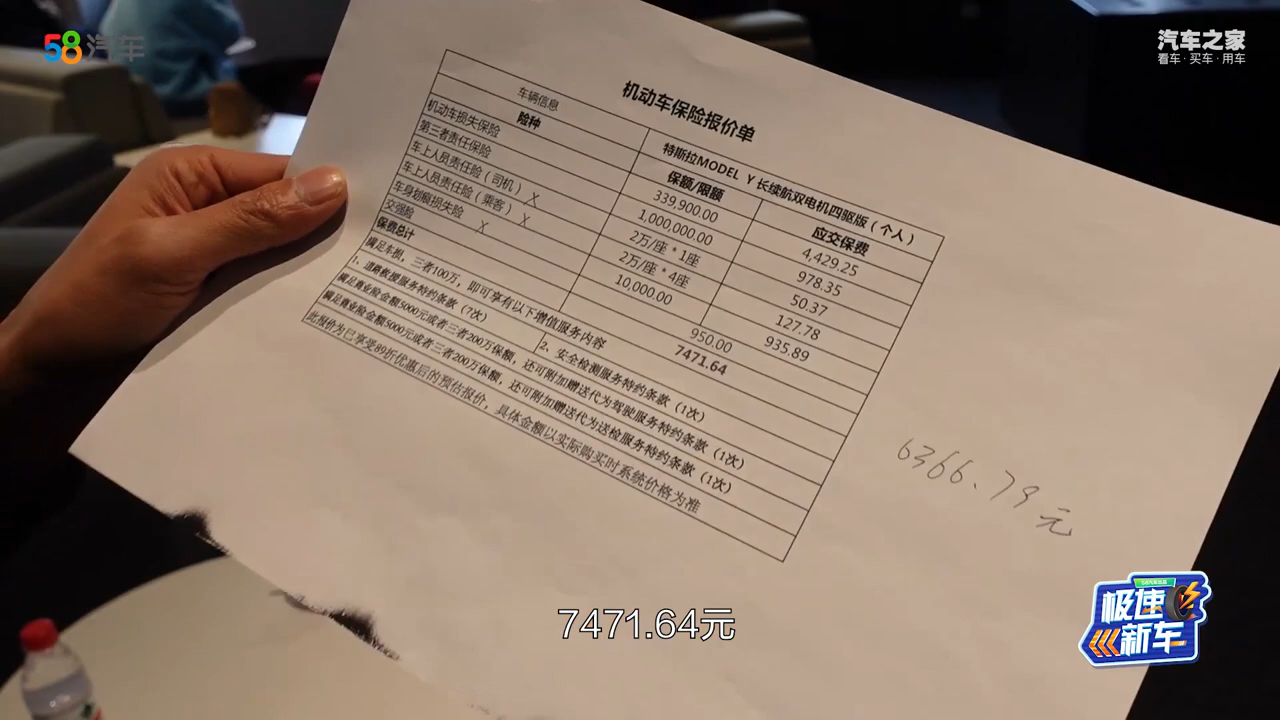 58汽车
汽车之家
看车·买车·用车
机动车保险报价单
车辆信息 特斯拉MODEL Y 长续航双电机四驱版（个人）
险种 保额/限额 应交保费
机动车损失保险 339,900.00 4,429.25
第三者责任保险 1,000,000.00 978.35
车上人员责任险（司机） X 2万/座 * 1座 50.37
车上人员责任险（乘客） X 2万/座 * 4座 127.78
车身划痕损失险 X 10,000.00 935.89
交强险 950.00
保费总计 7471.64
满足车损，三者100万，即可享有以下增值服务内容
1、道路救援服务特约条款（7次） 2、安全检测服务特约条款（1次）
满足商业险金额5000元或者三者200万保额，还可附加赠送代为驾驶服务特约条款（1次）
满足商业险金额5000元或者三者200万保额，还可附加赠送代为送检服务特约条款（1次）
此报价为已享受89折优惠后的预估报价，具体金额以实际购买时系统价格为准
6366.79元
7471.64元
极速
新车